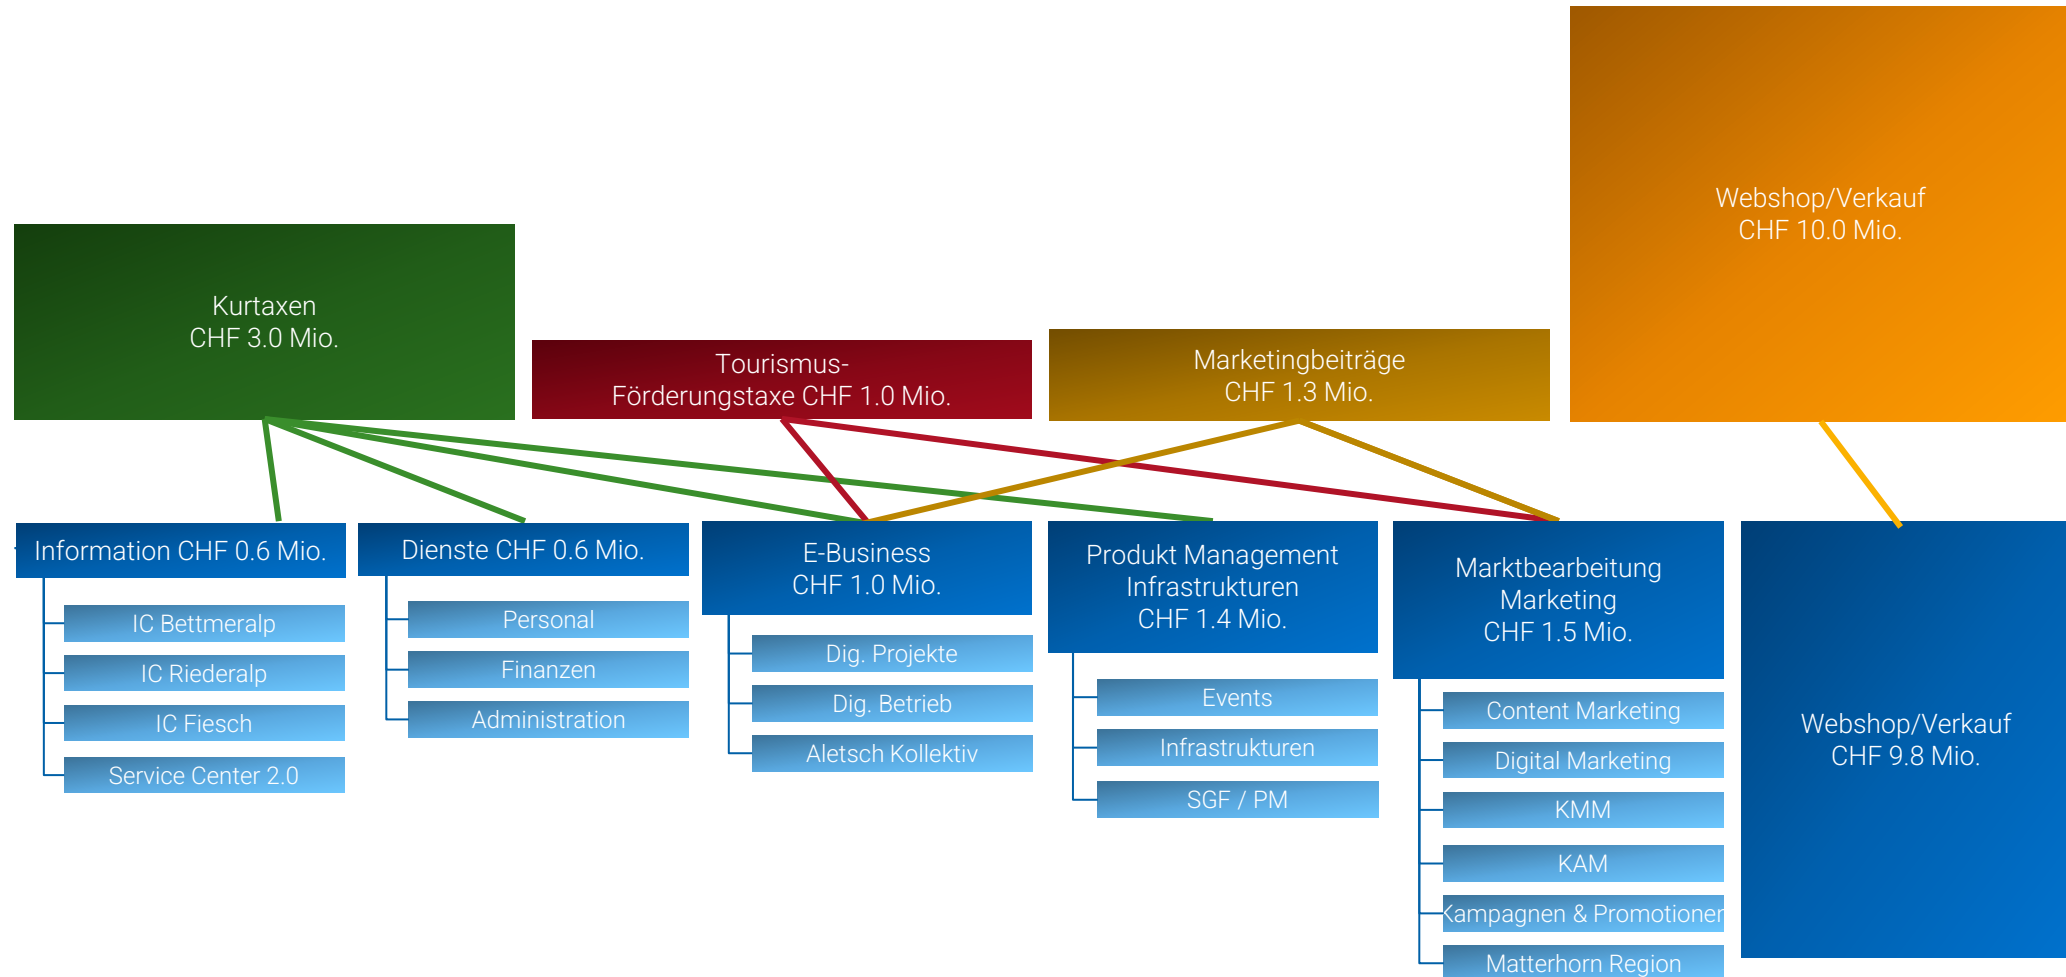 Webshop/Verkauf
CHF 10.0 Mio.
Kurtaxen
CHF 3.0 Mio.
Tourismus-
Förderungstaxe CHF 1.0 Mio.
Marketingbeiträge
CHF 1.3 Mio.
Information CHF 0.6 Mio.
IC Bettmeralp
IC Riederalp
IC Fiesch
Service Center 2.0
Dienste CHF 0.6 Mio.
Personal
Finanzen
Administration
E-Business
CHF 1.0 Mio.
Dig. Projekte
Dig. Betrieb
Aletsch Kollektiv
Produkt Management
Infrastrukturen
CHF 1.4 Mio.
Events
Infrastrukturen
SGF / PM
Marktbearbeitung
Marketing
CHF 1.5 Mio.
Content Marketing
Digital Marketing
KMM
KAM
Kampagnen & Promotionen
Matterhorn Region
Webshop/Verkauf
CHF 9.8 Mio.